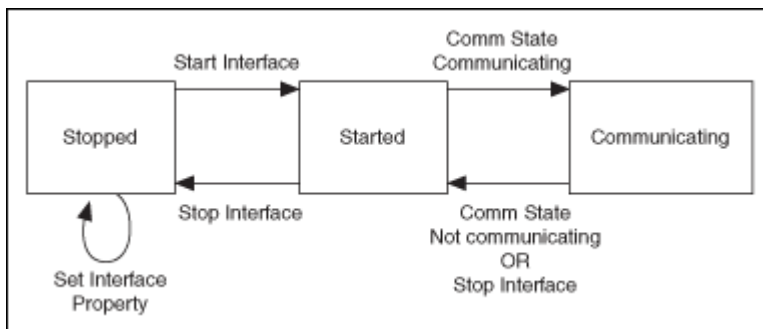 Comm State
Communicating
Start Interface
Stopped
Started
Communicating
Stop Interface
Comm State
Not communicating
OR
Stop Interface
Set Interface
Property